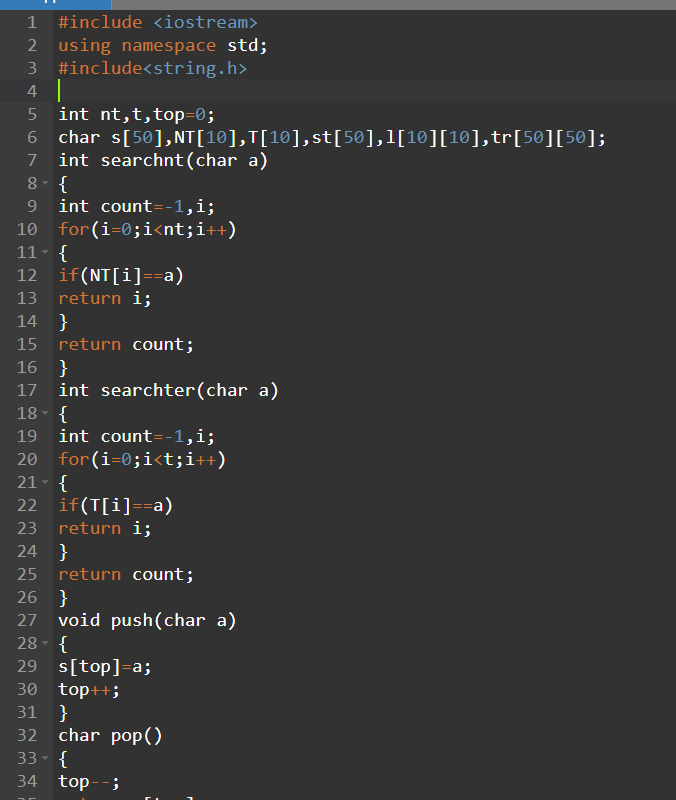 1 #include <iostream>
2 using namespace std;
3 #include<string.h>
4
5 int nt,t,top=0;
6 char s[50],NT[10],T[10],st[50],l[10][10],tr[50][50];
7 int searchnt(char a)
8 {
9 int count=-1,i;
10 for(i=0;i<nt;i++)
11 {
12 if(NT[i]==a)
13 return i;
14 }
15 return count;
16 }
17 int searchter(char a)
18 {
19 int count=-1,i;
20 for(i=0;i<t;i++)
21 {
22 if(T[i]==a)
23 return i;
24 }
25 return count;
26 }
27 void push(char a)
28 {
29 s[top]=a;
30 top++;
31 }
32 char pop()
33 {
34 top--;